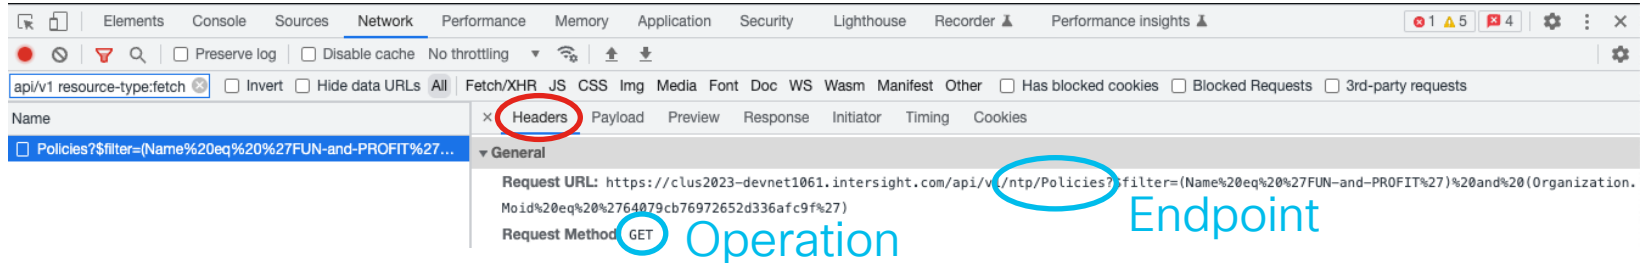 Elements Console Sources Network Performance Memory Application Security Lighthouse Recorder Performance insights 1 5 4
Preserve log Disable cache No throttling
api/v1 resource-type:fetch Invert Hide data URLs All Fetch/XHR JS CSS Img Media Font Doc WS Wasm Manifest Other Has blocked cookies Blocked Requests 3rd-party requests
Name × Headers Payload Preview Response Initiator Timing Cookies
Policies?$filter=(Name%20eq%20%27FUN-and-PROFIT%27... General
Request URL: https://clus2023-devnet1061.intersight.com/api/v1/ntp/Policies?$filter=(Name%20eq%20%27FUN-and-PROFIT%27)%20and%20(Organization.
Moid%20eq%20%2764079cb76972652d336afc9f%27)
Endpoint
Request Method GET
Operation